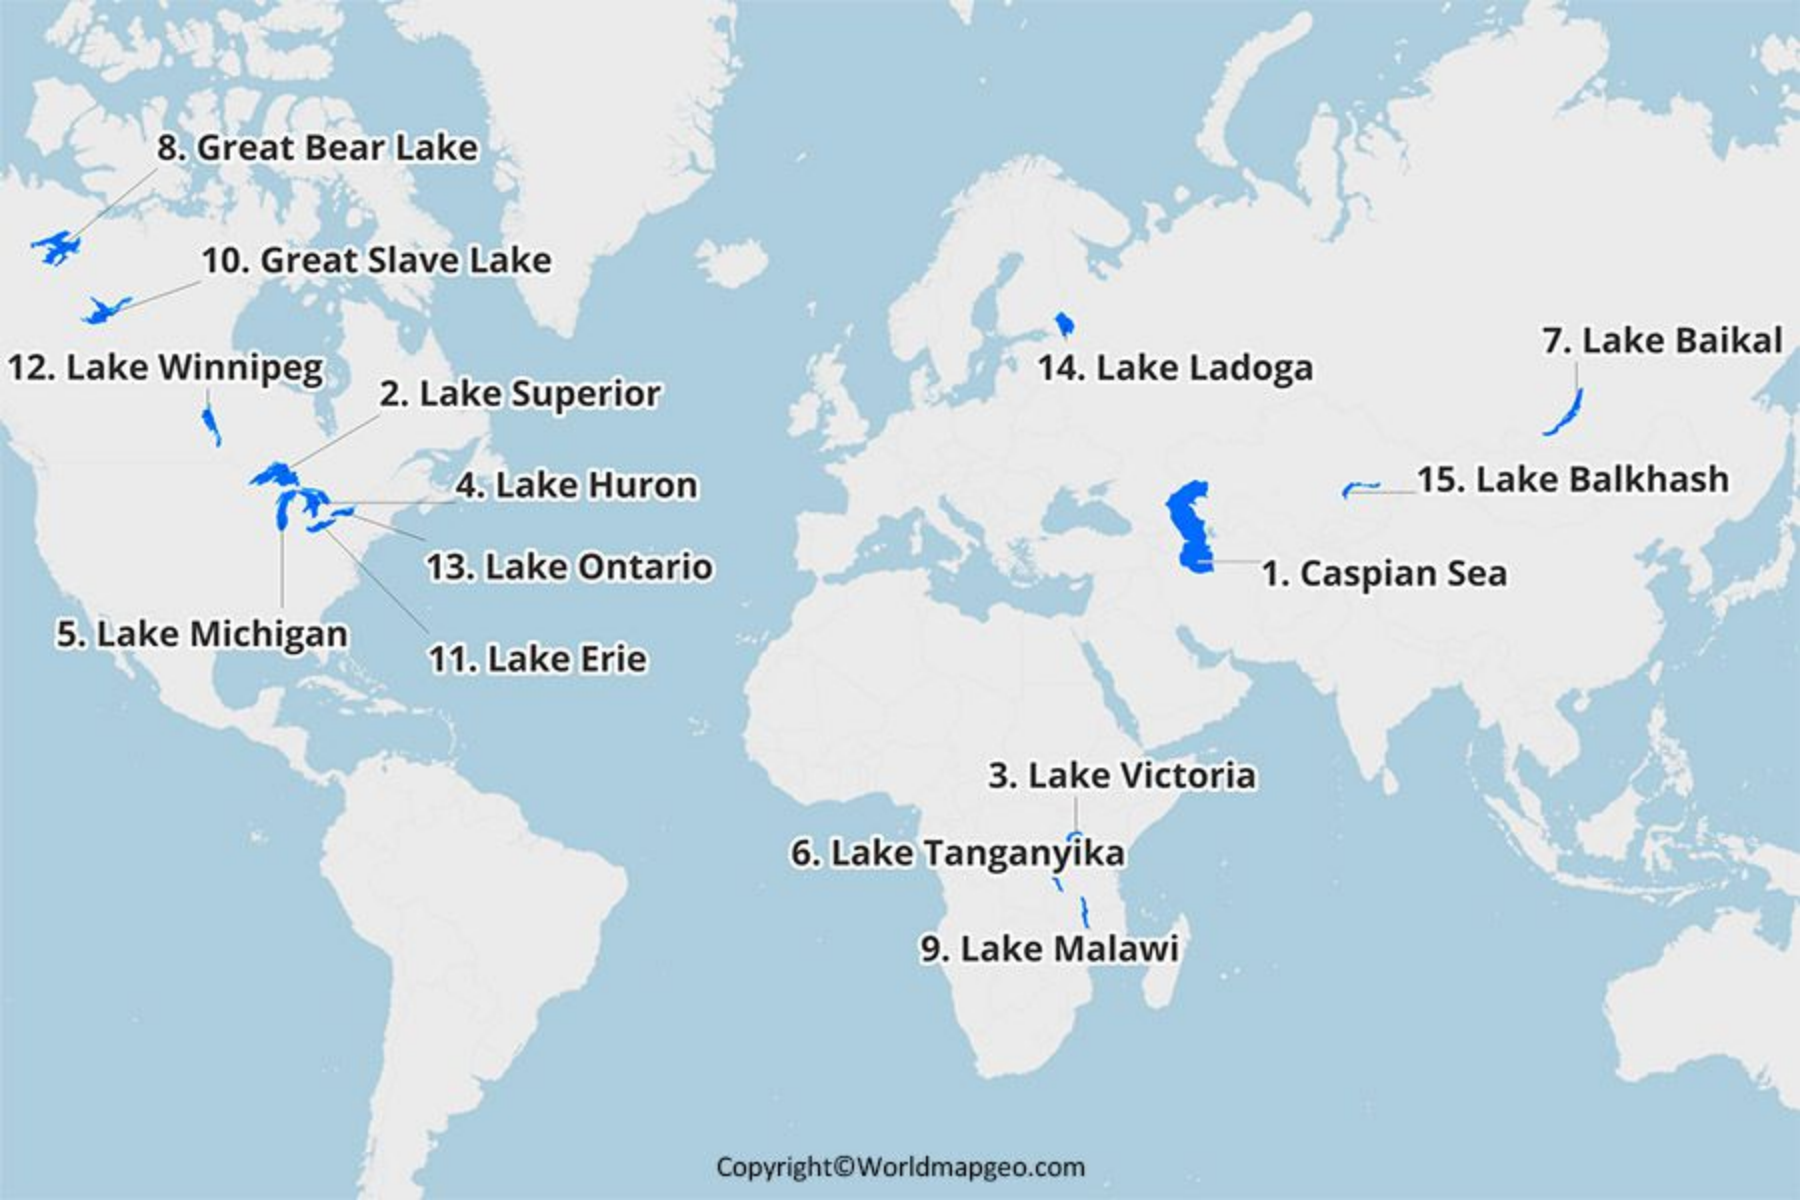 8. Great Bear Lake
10. Great Slave Lake
12. Lake Winnipeg
2. Lake Superior
4. Lake Huron
13. Lake Ontario
5. Lake Michigan
11. Lake Erie
14. Lake Ladoga
7. Lake Baikal
15. Lake Balkhash
1. Caspian Sea
3. Lake Victoria
6. Lake Tanganyika
9. Lake Malawi
Copyright©Worldmapgeo.com